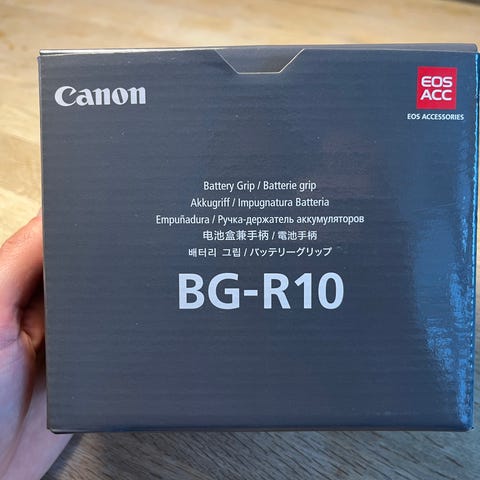 Canon
EOS
ACC
EOS ACCESSORIES
Battery Grip / Batterie grip
Akkugriff / Impugnatura Batteria
Empuñadura / Ручка-держатель аккумуляторов
电池盒兼手柄 / 電池手柄
배터리 그립 / バッテリーグリップ
BG-R10